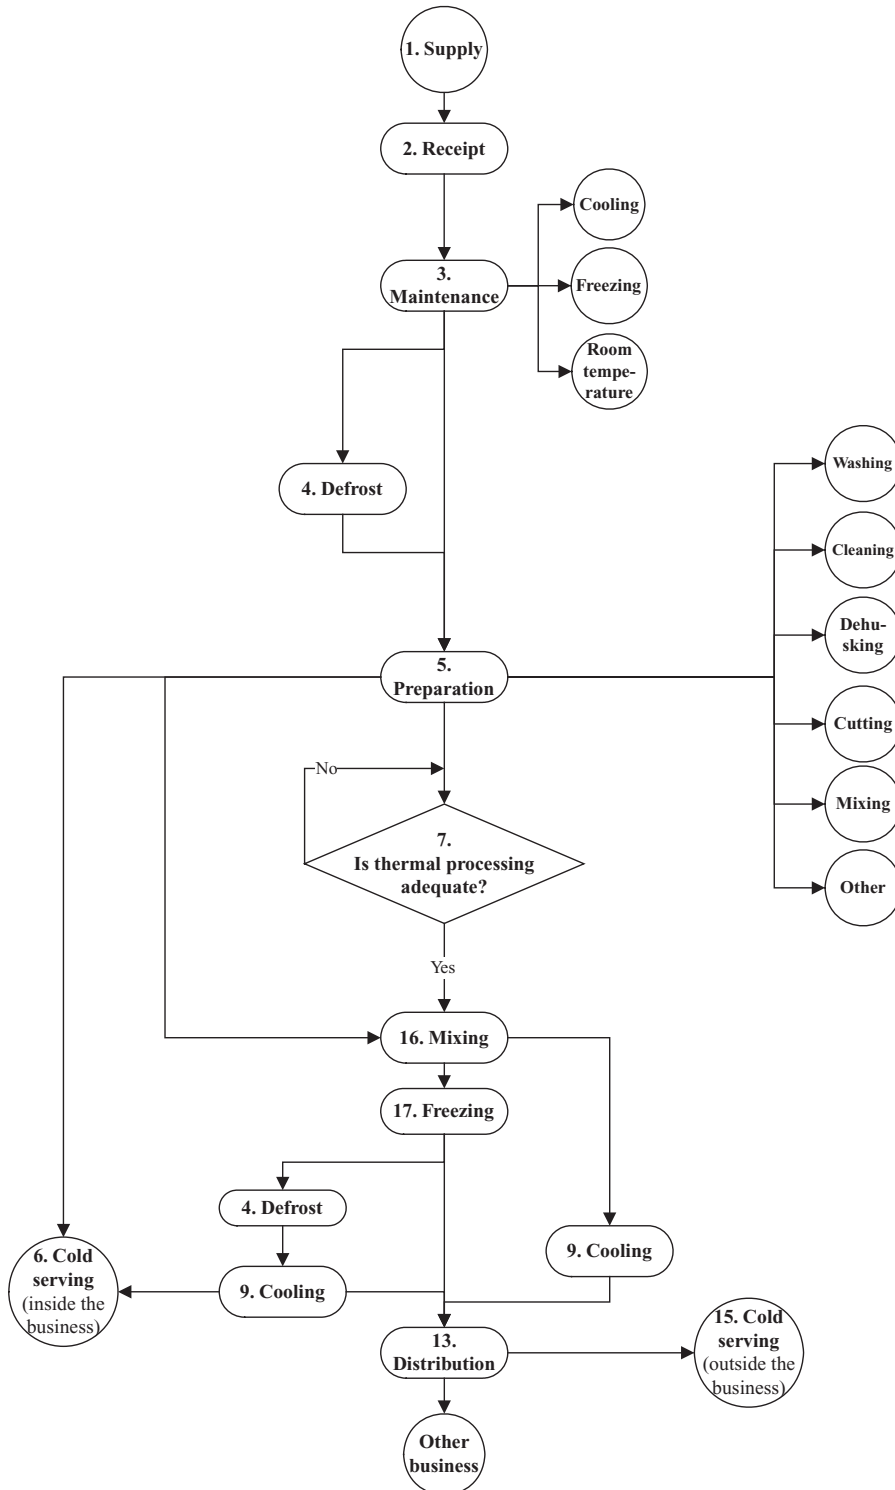 1. Supply
2. Receipt
Cooling
3.
Maintenance
Freezing
Room
tempe-
rature
Washing
4. Defrost
Cleaning
Dehu-
sking
5.
Preparation
Cutting
No
Mixing
7.
Is thermal processing
adequate?
Other
Yes
16. Mixing
17. Freezing
4. Defrost
6. Cold
serving
(inside the
business)
9. Cooling
9. Cooling
13.
Distribution
15. Cold
serving
(outside the
business)
Other
business